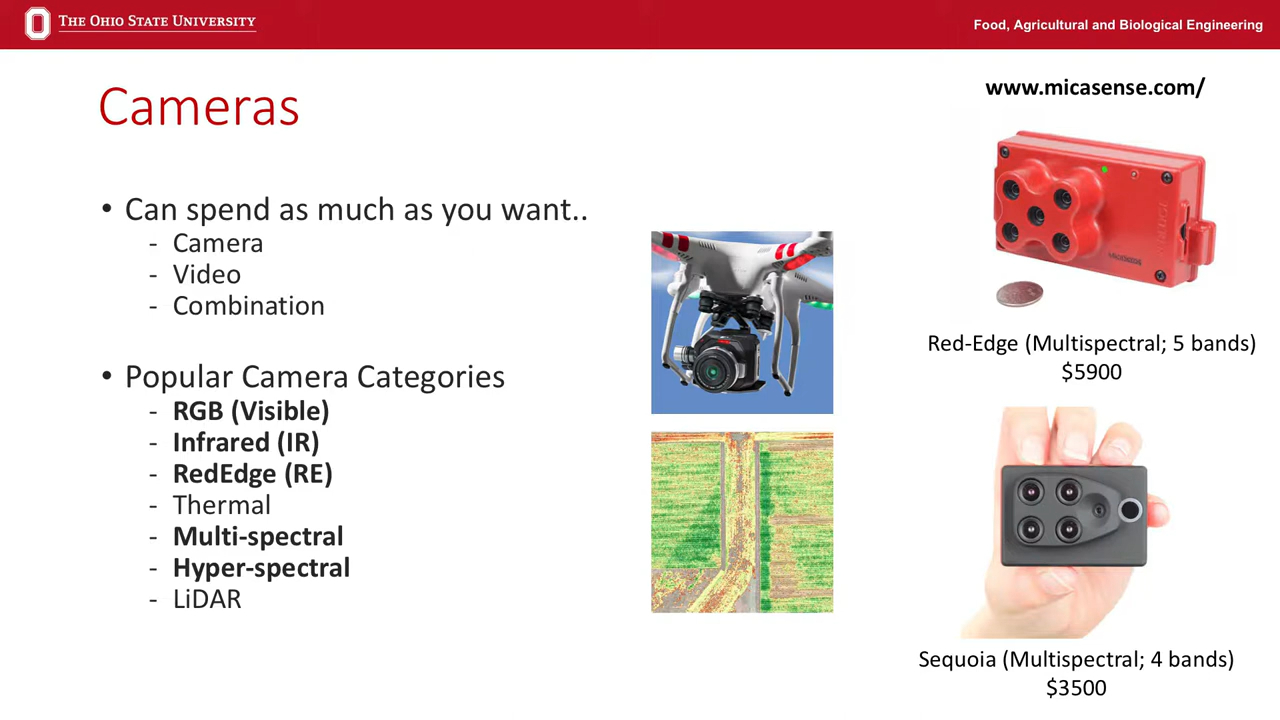 The Ohio State University
Food, Agricultural and Biological Engineering
Cameras
www.micasense.com/
• Can spend as much as you want..
- Camera
- Video
- Combination
• Popular Camera Categories
- RGB (Visible)
- Infrared (IR)
- RedEdge (RE)
- Thermal
- Multi-spectral
- Hyper-spectral
- LiDAR
Red-Edge (Multispectral; 5 bands)
$5900
Sequoia (Multispectral; 4 bands)
$3500